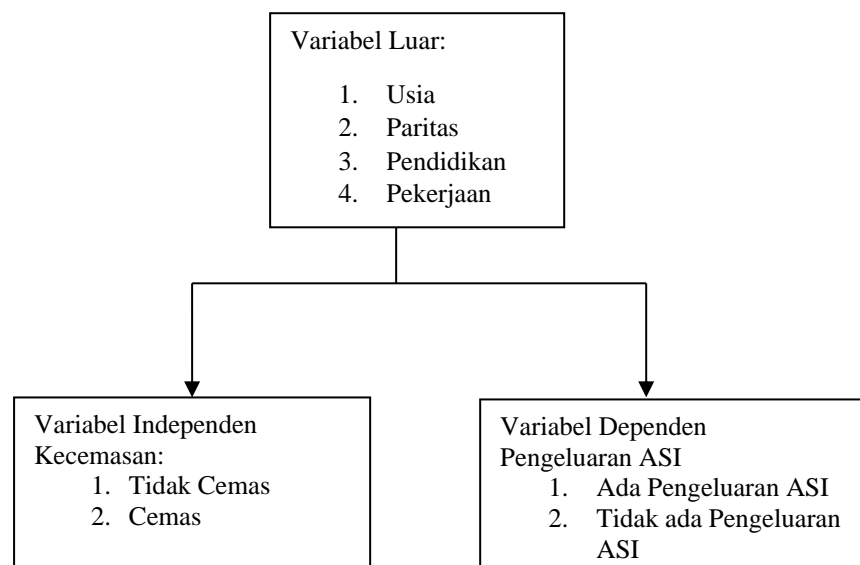 Variabel Luar:
1. Usia
2. Paritas
3. Pendidikan
4. Pekerjaan
Variabel Independen
Kecemasan:
1. Tidak Cemas
2. Cemas
Variabel Dependen
Pengeluaran ASI
1. Ada Pengeluaran ASI
2. Tidak ada Pengeluaran
ASI